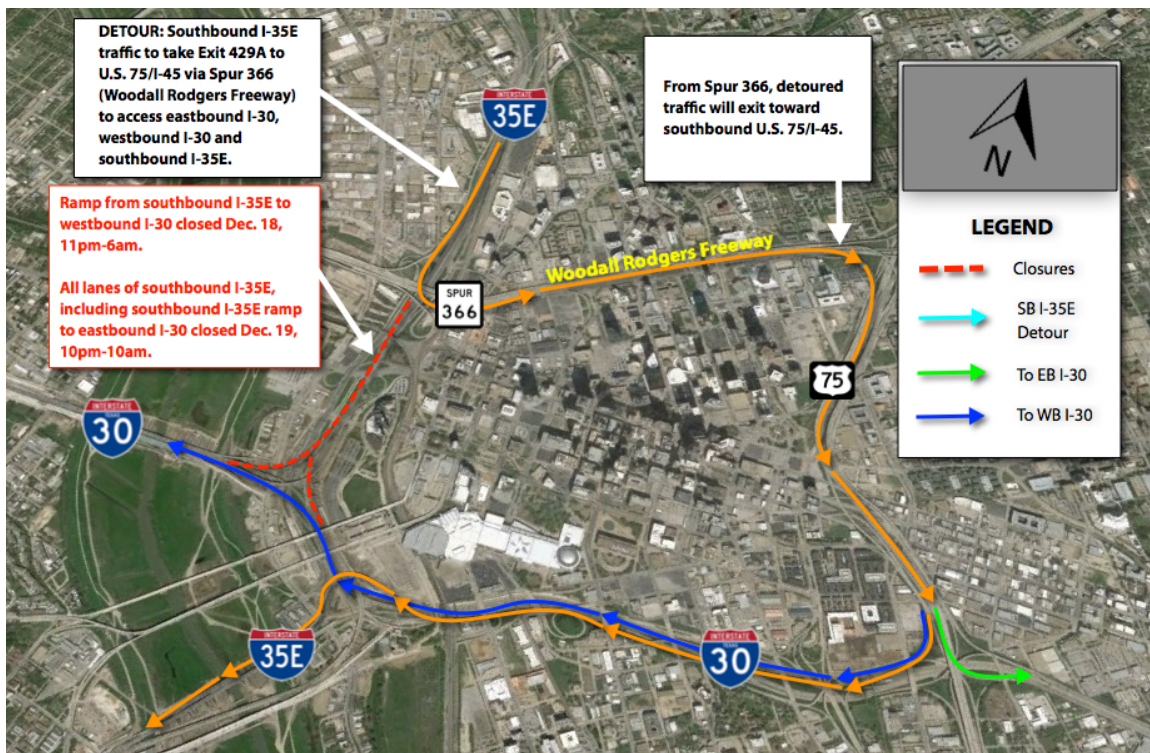 DETOUR: Southbound I-35E
traffic to take Exit 429A to
U.S. 75/I-45 via Spur 366
(Woodall Rodgers Freeway)
to access eastbound I-30,
westbound I-30 and
southbound I-35E.
INTERSTATE
35E
From Spur 366, detoured
traffic will exit toward
southbound U.S. 75/I-45.
N
LEGEND
Closures
SB I-35E
Detour
To EB I-30
To WB I-30
Ramp from southbound I-35E to
westbound I-30 closed Dec. 18,
11pm-6am.
All lanes of southbound I-35E,
including southbound I-35E ramp
to eastbound I-30 closed Dec. 19,
10pm-10am.
Woodall Rodgers Freeway
SPUR
366
75
INTERSTATE
TEXAS
30
INTERSTATE
35E
INTERSTATE
TEXAS
30